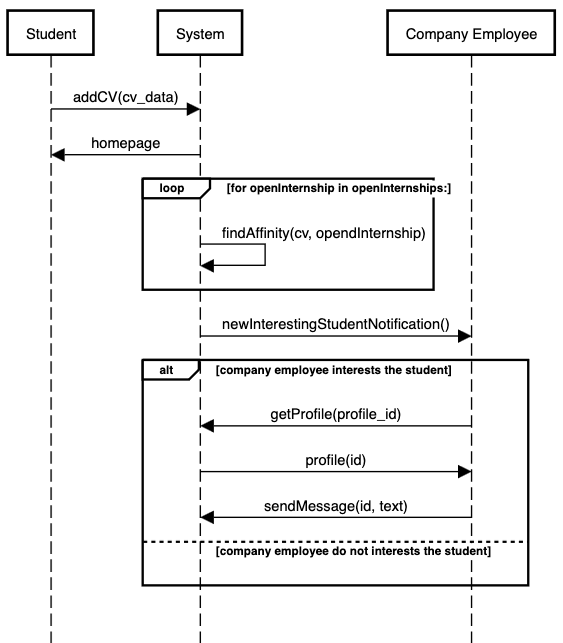 Student
System
Company Employee
addCV(cv_data)
homepage
loop
[for openInternship in openInternships:]
findAffinity(cv, opendInternship)
newInterestingStudentNotification()
alt
[company employee interests the student]
getProfile(profile_id)
profile(id)
sendMessage(id, text)
[company employee do not interests the student]